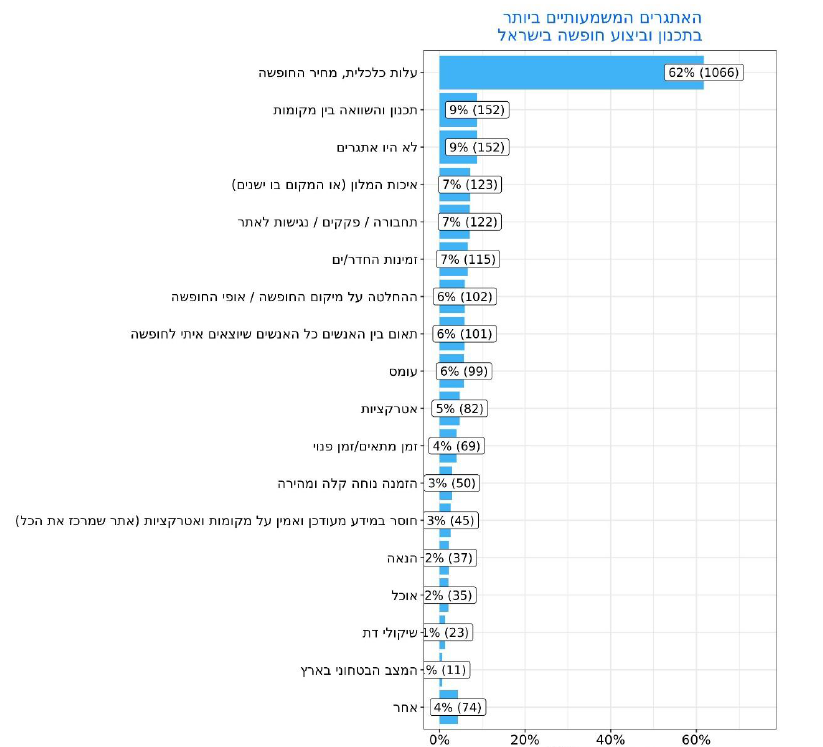 האתגרים המשמעותיים ביותר
בתכנון וביצוע חופשה בישראל
עלות כלכלית, מחיר החופשה 62% (1066)
תכנון והשוואה בין מקומות 9% (152)
לא היו אתגרים 9% (152)
איכות המלון (או המקום בו ישנים) 7% (123)
תחבורה / פקקים / נגישות לאתר 7% (122)
זמינות החדר/ים 7% (115)
ההחלטה על מיקום החופשה / אופי החופשה 6% (102)
תאום בין האנשים כל האנשים שיוצאים איתי לחופשה 6% (101)
עומס 6% (99)
אטרקציות 5% (82)
זמן מתאים/זמן פנוי 4% (69)
הזמנה נוחה קלה ומהירה 3% (50)
חוסר במידע מעודכן ואמין על מקומות ואטרקציות (אתר שמרכז את הכל) 3% (45)
הנאה 2% (37)
אוכל 2% (35)
שיקולי דת 1% (23)
המצב הבטחוני בארץ % (11)
אחר 4% (74)
0% 20% 40% 60%